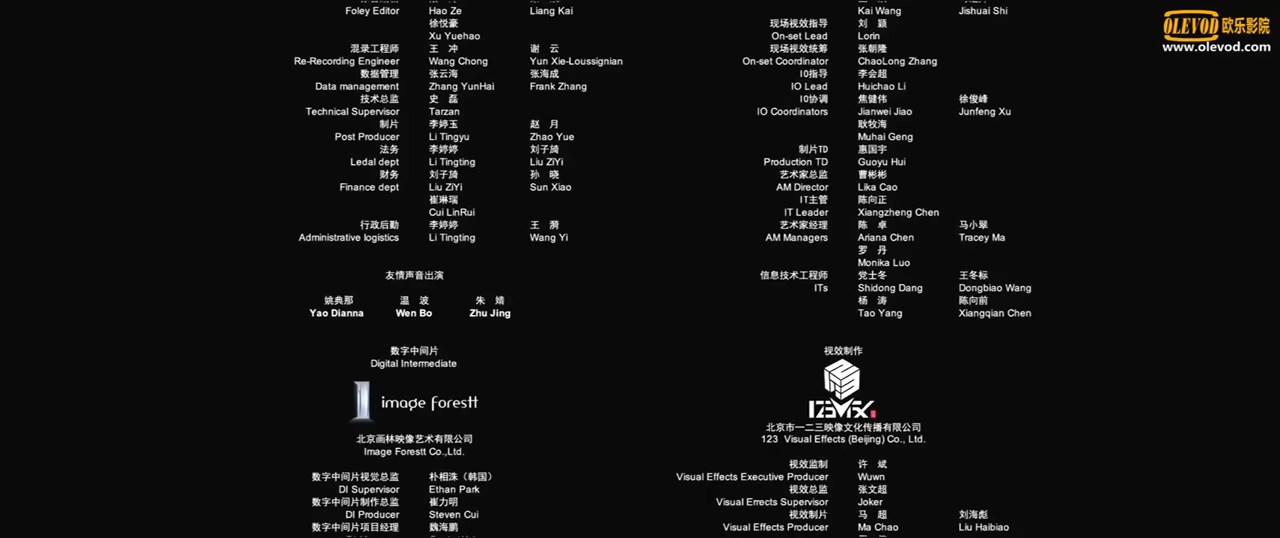 Foley Editor Hao Ze Liang Kai
徐悦豪
Xu Yuehao
混录工程师 王 冲 谢 云
Re-Recording Engineer Wang Chong Yun Xie-Loussignian
数据管理 张云海 张海成
Data management Zhang YunHai Frank Zhang
技术总监 史 磊
Technical Supervisor Tarzan
制片 李婷玉 赵 月
Post Producer Li Tingyu Zhao Yue
法务 李婷婷 刘子旖
Ledal dept Li Tingting Liu ZiYi
财务 刘子旖 孙 晓
Finance dept Liu ZiYi Sun Xiao
崔琳瑞
Cui LinRui
行政后勤 李婷婷 王 漪
Administrative logistics Li Tingting Wang Yi
友情声音出演
姚典那 温 波 朱 婧
Yao Dianna Wen Bo Zhu Jing
数字中间片
Digital Intermediate
image forestt
北京画林映像艺术有限公司
Image Forestt Co.,Ltd.
数字中间片视觉总监 朴相洙（韩国）
DI Supervisor Ethan Park
数字中间片制作总监 崔力明
DI Producer Steven Cui
数字中间片项目经理 魏海鹏
Kai Wang Jishuai Shi
现场视效指导 刘 颖
On-set Lead Lorin
现场视效统筹 张朝隆
On-set Coordinator ChaoLong Zhang
IO指导 李会超
IO Lead Huichao Li
IO协调 焦健伟 徐俊峰
IO Coordinators Jianwei Jiao Junfeng Xu
耿牧海
Muhai Geng
制片TD 惠国宇
Production TD Guoyu Hui
艺术家总监 曹彬彬
AM Director Lika Cao
IT主管 陈向正
IT Leader Xiangzheng Chen
艺术家经理 陈 卓 马小翠
AM Managers Ariana Chen Tracey Ma
罗 丹
Monika Luo
信息技术工程师 党士冬 王冬标
ITs Shidong Dang Dongbiao Wang
杨 涛 陈向前
Tao Yang Xiangqian Chen
视效制作
123VFX
北京市一二三映像文化传播有限公司
123 Visual Effects (Beijing) Co., Ltd.
视效监制 许 斌
Visual Effects Executive Producer Wuwn
视效总监 张文超
Visual Errects Supervisor Joker
视效制片 马 超 刘海彪
Visual Effects Producer Ma Chao Liu Haibiao
OLEVOD 欧乐影院
www.olevod.com